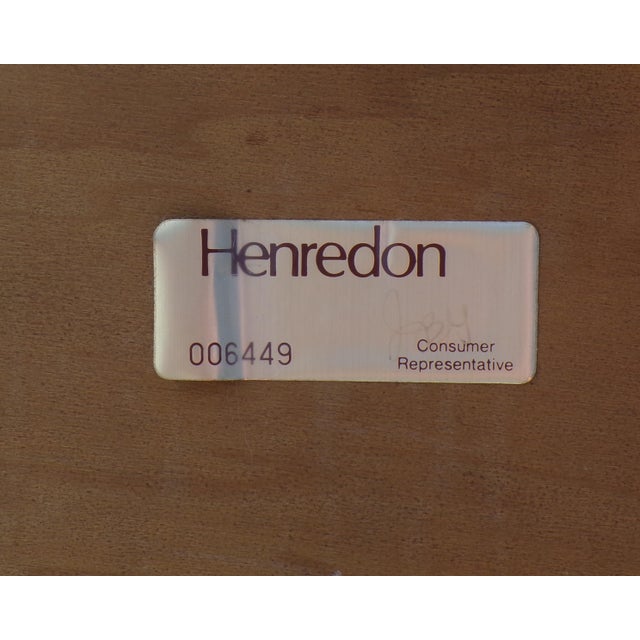 Henredon
006449
Consumer
Representative